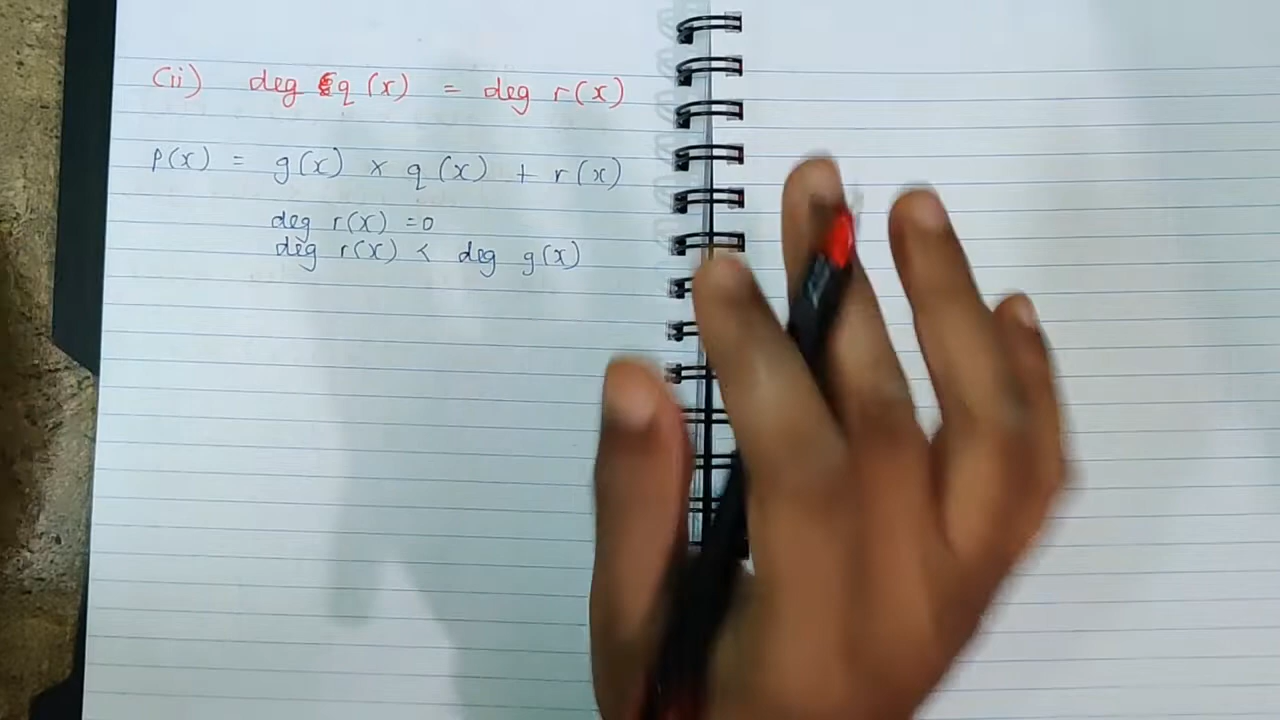 (ii) deg q(x) = deg r(x)
p(x) = g(x) × q(x) + r(x)
deg r(x) = 0
deg r(x) < deg g(x)